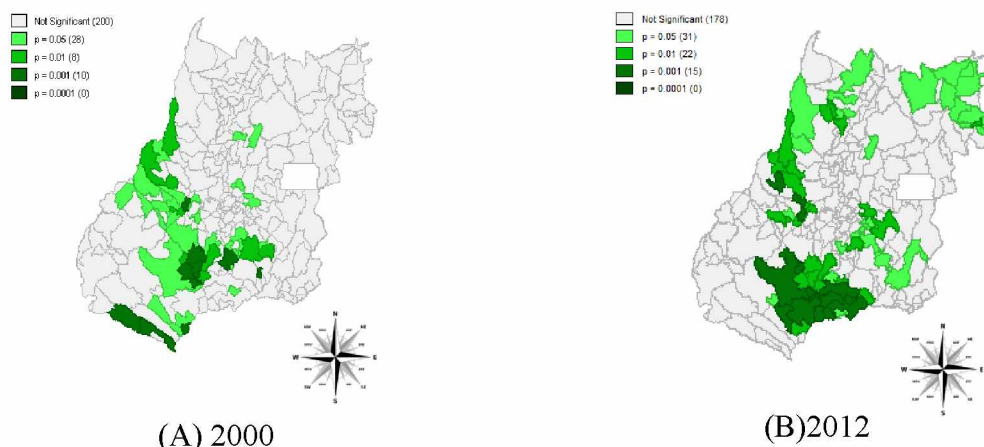 Not Significant (200)
p = 0.05 (28)
p = 0.01 (8)
p = 0.001 (10)
p = 0.0001 (0)
N
W
E
S
(A) 2000
Not Significant (178)
p = 0.05 (31)
p = 0.01 (22)
p = 0.001 (15)
p = 0.0001 (0)
N
W
E
S
(B)2012